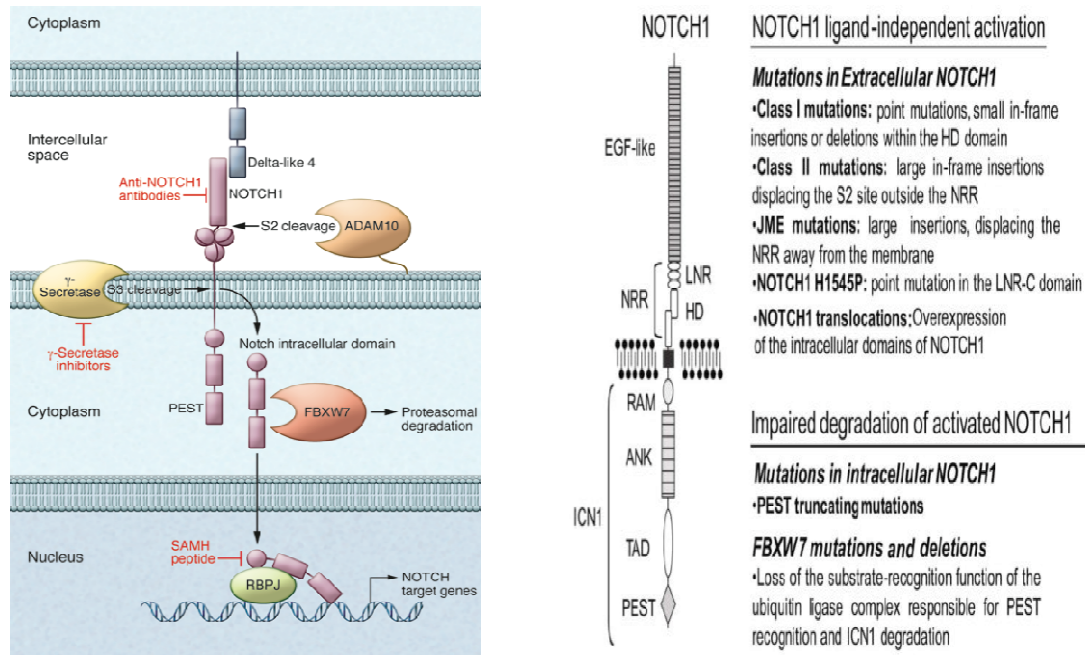 Cytoplasm
Intercellular
space
Delta-like 4
Anti-NOTCH1
antibodies
NOTCH1
S2 cleavage
ADAM10
γ-
Secretase
S3 cleavage
γ-Secretase
inhibitors
Notch intracellular domain
Cytoplasm
PEST
FBXW7
Proteasomal
degradation
Nucleus
SAMH
peptide
RBPJ
NOTCH
target genes
NOTCH1
EGF-like
LNR
NRR
HD
RAM
ANK
ICN1
TAD
PEST
NOTCH1 ligand-independent activation
Mutations in Extracellular NOTCH1
•Class I mutations: point mutations, small in-frame
insertions or deletions within the HD domain
•Class II mutations: large in-frame insertions
displacing the S2 site outside the NRR
•JME mutations: large insertions, displacing the
NRR away from the membrane
•NOTCH1 H1545P: point mutation in the LNR-C domain
•NOTCH1 translocations: Overexpression
of the intracellular domains of NOTCH1
Impaired degradation of activated NOTCH1
Mutations in intracellular NOTCH1
•PEST truncating mutations
FBXW7 mutations and deletions
•Loss of the substrate-recognition function of the
ubiquitin ligase complex responsible for PEST
recognition and ICN1 degradation